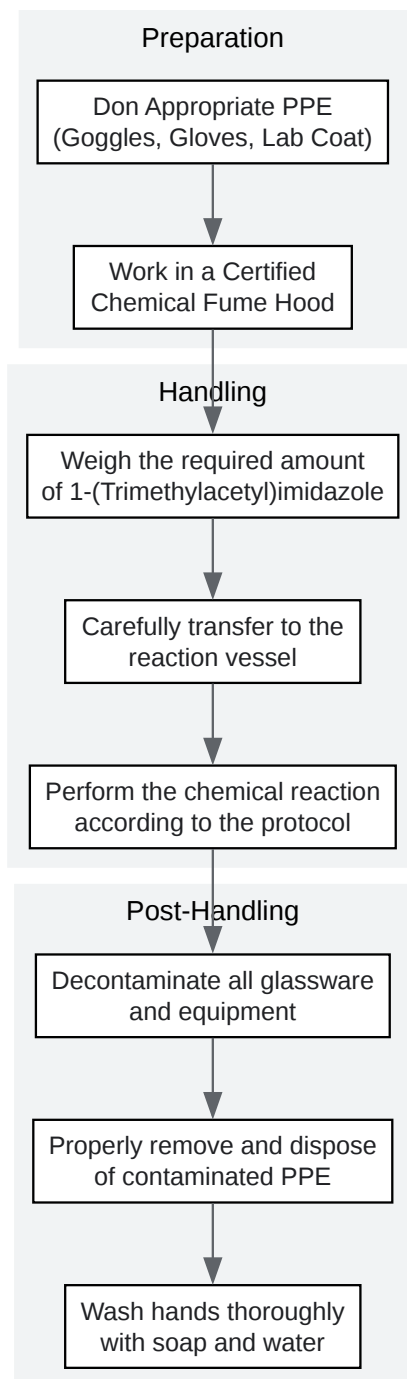 Preparation
Don Appropriate PPE
(Goggles, Gloves, Lab Coat)
Work in a Certified
Chemical Fume Hood
Handling
Weigh the required amount
of 1-(Trimethylacetyl)imidazole
Carefully transfer to the
reaction vessel
Perform the chemical reaction
according to the protocol
Post-Handling
Decontaminate all glassware
and equipment
Properly remove and dispose
of contaminated PPE
Wash hands thoroughly
with soap and water